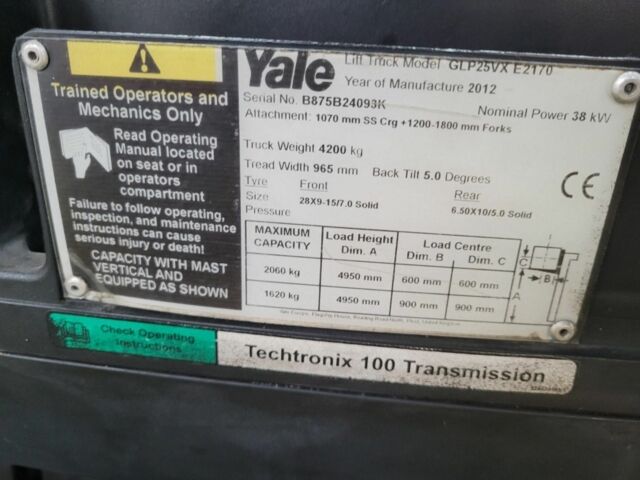 Trained Operators and
Mechanics Only
Read Operating
Manual located
on seat or in
operators
compartment
Failure to follow operating,
inspection, and maintenance
instructions can cause
serious injury or death!
CAPACITY WITH MAST
VERTICAL AND
EQUIPPED AS SHOWN
Yale
Lift Truck Model GLP25VX E2170
Year of Manufacture 2012
Serial No. B875B24093K
Nominal Power 38 kW
Attachment: 1070 mm SS Crg +1200-1800 mm Forks
Truck Weight 4200 kg
Tread Width 965 mm Back Tilt 5.0 Degrees
Tyre Front Rear
Size 28X9-15/7.0 Solid 6.50X10/5.0 Solid
Pressure
CE
MAXIMUM CAPACITY Load Height Dim. A Load Centre Dim. B Dim. C
2060 kg 4950 mm 600 mm 600 mm
1620 kg 4950 mm 900 mm 900 mm
C
B
A
Check Operating
Instructions
Techtronix 100 Transmission